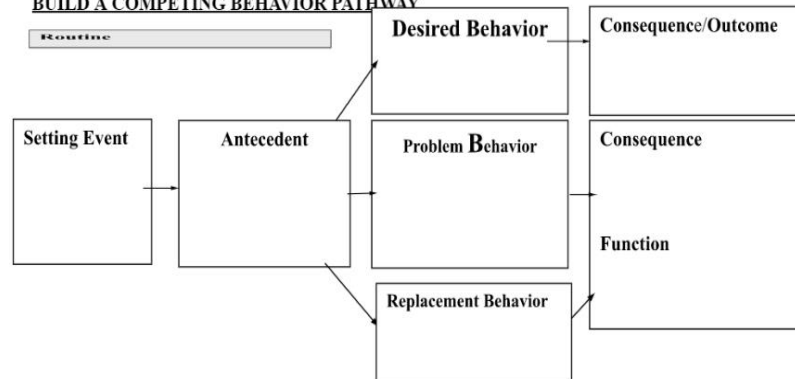 BUILD A COMPETING BEHAVIOR PATHWAY
Routine
Desired Behavior
Consequence/Outcome
Setting Event
Antecedent
Problem Behavior
Consequence
Function
Replacement Behavior